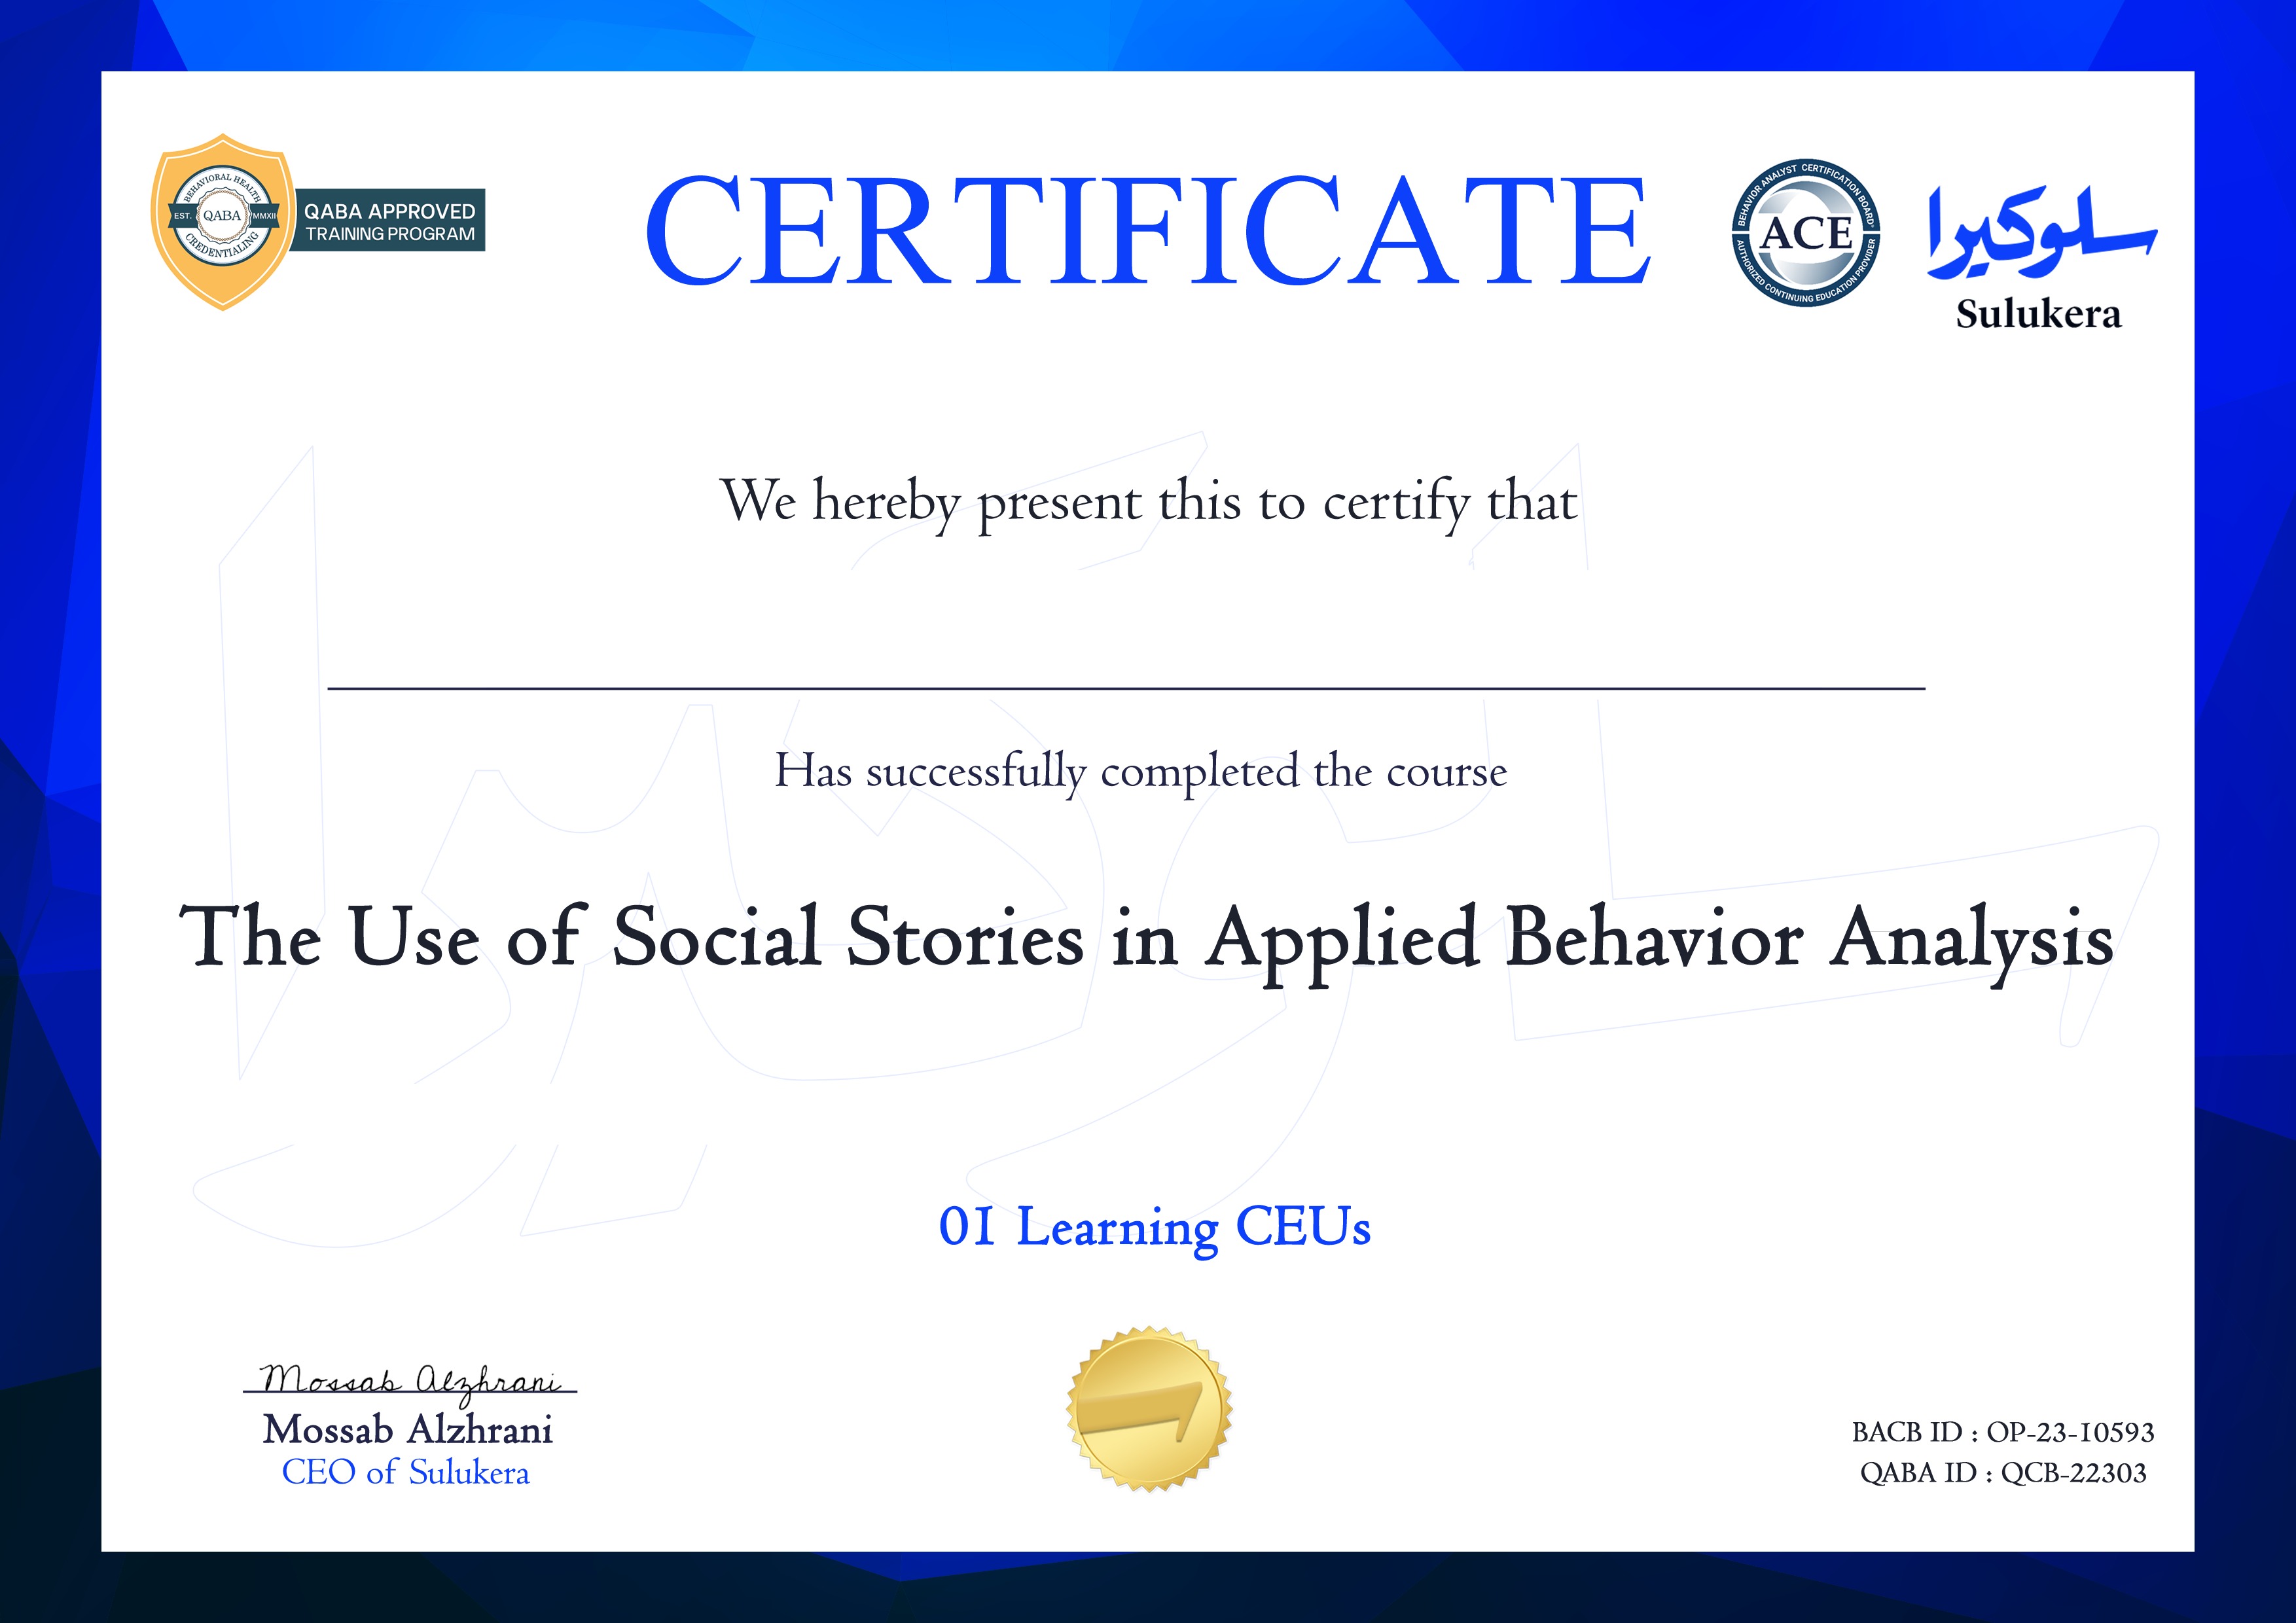 BEHAVIORAL HEALTH
EST. QABA MMXII
CREDENTIALING
QABA APPROVED
TRAINING PROGRAM
CERTIFICATE
BEHAVIOR ANALYST CERTIFICATION BOARD®
ACE
AUTHORIZED CONTINUING EDUCATION PROVIDER
سلوكيرا
Sulukera
We hereby present this to certify that
Has successfully completed the course
The Use of Social Stories in Applied Behavior Analysis
01 Learning CEUs
Mossab Alzhrani
Mossab Alzhrani
CEO of Sulukera
BACB ID : OP-23-10593
QABA ID : QCB-22303